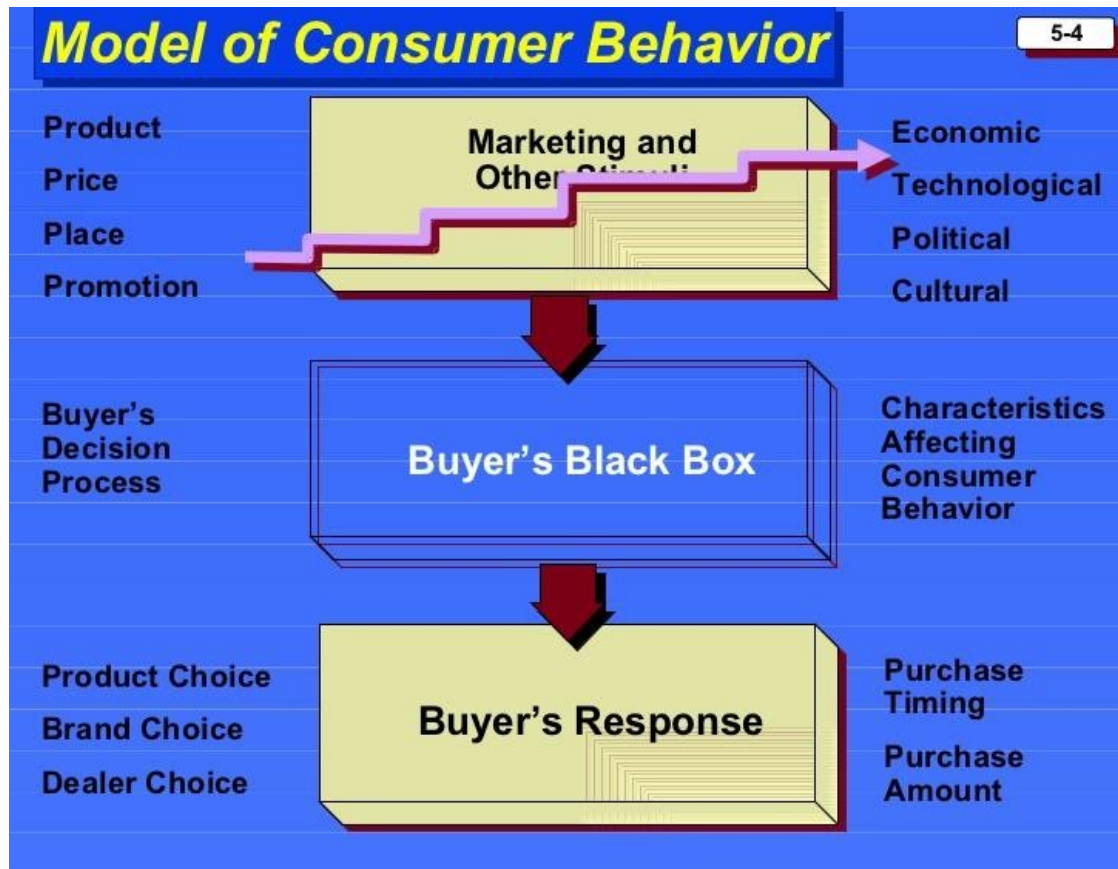 Model of Consumer Behavior
5-4
Product
Price
Place
Promotion
Marketing and
Other Stimuli
Economic
Technological
Political
Cultural
Buyer’s
Decision
Process
Buyer’s Black Box
Characteristics
Affecting
Consumer
Behavior
Product Choice
Brand Choice
Dealer Choice
Buyer’s Response
Purchase
Timing
Purchase
Amount